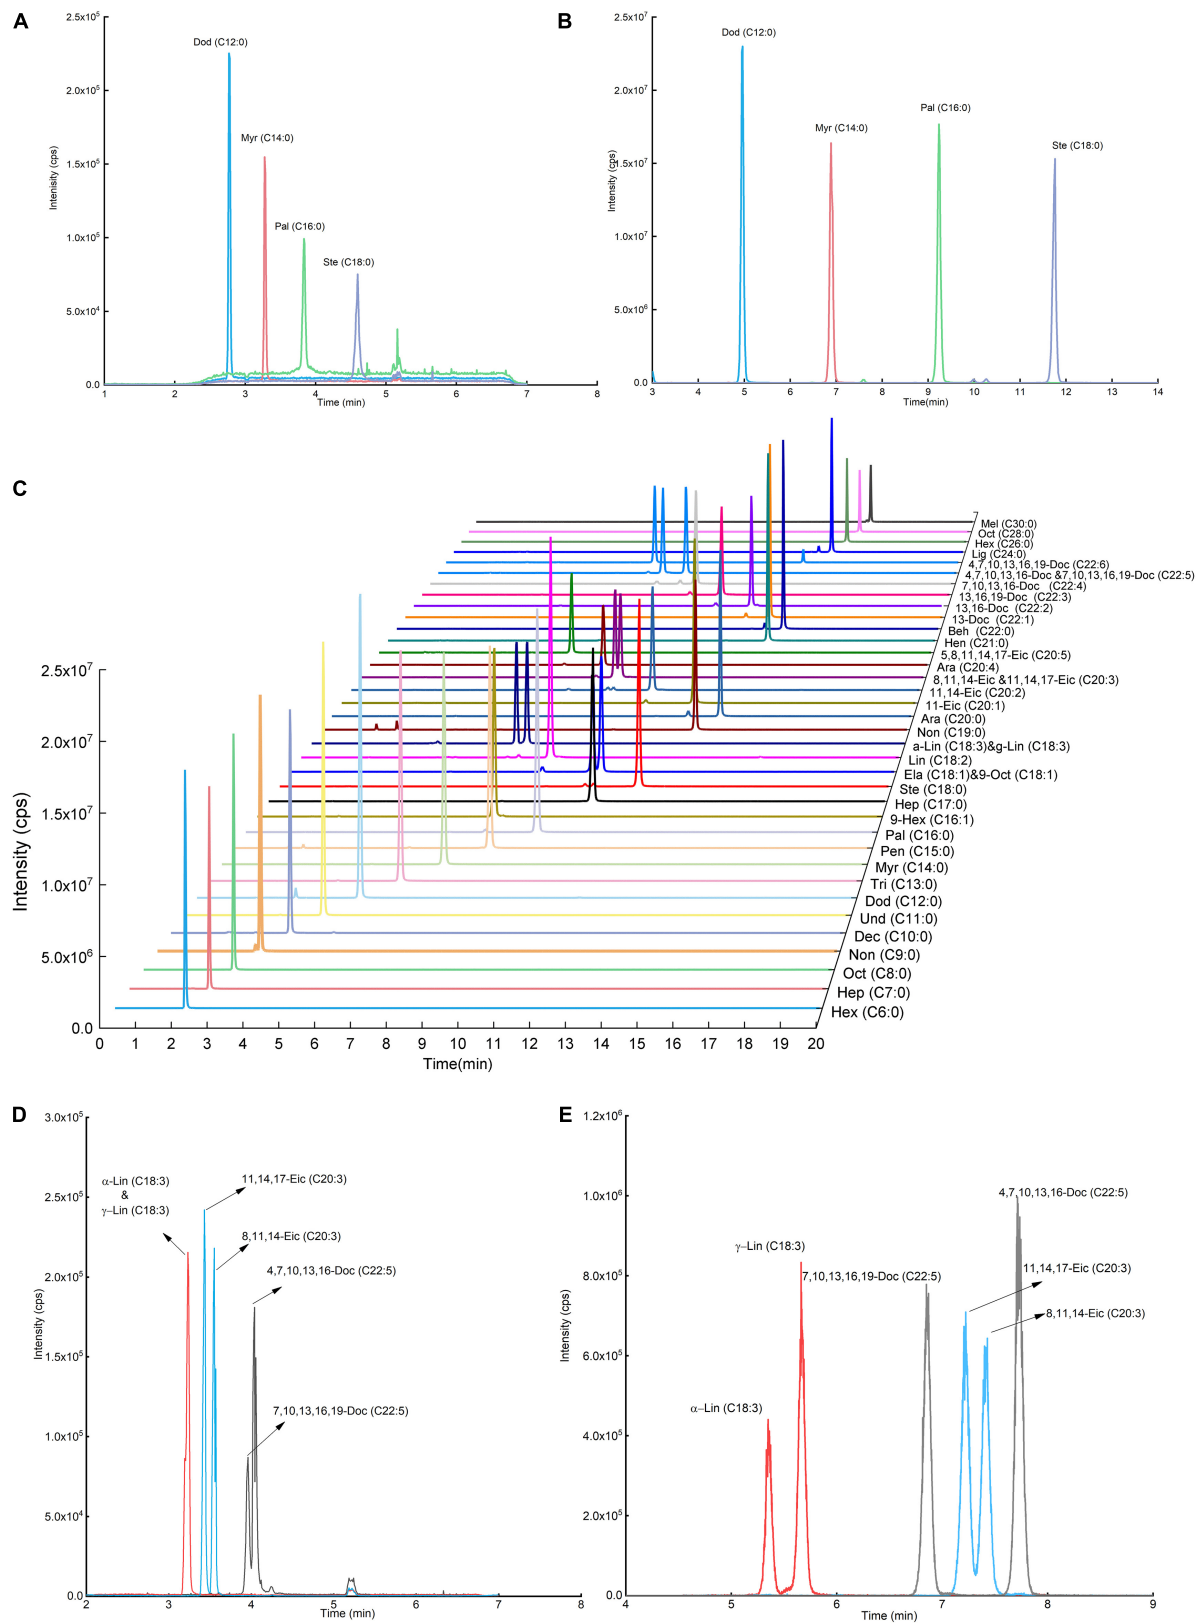 A
2.5x10⁵
2.0x10⁵
1.5x10⁵
1.0x10⁵
5.0x10⁴
0.0
Intenisity (cps)
Dod (C12:0)
Myr (C14:0)
Pal (C16:0)
Ste (C18:0)
1 2 3 4 5 6 7 8
Time (min)
B
2.5x10⁷
2.0x10⁷
1.5x10⁷
1.0x10⁷
5.0x10⁶
0.0
Intensity (cps)
Dod (C12:0)
Myr (C14:0)
Pal (C16:0)
Ste (C18:0)
3 4 5 6 7 8 9 10 11 12 13 14
Time(min)
C
2.5x10⁷
2.0x10⁷
1.5x10⁷
1.0x10⁷
5.0x10⁶
0.0
Intensity (cps)
0 1 2 3 4 5 6 7 8 9 10 11 12 13 14 15 16 17 18 19 20
Time(min)
Mel (C30:0)
Oct (C28:0)
Hex (C26:0)
Lig (C24:0)
4,7,10,13,16,19-Doc (C22:6)
4,7,10,13,16-Doc &7,10,13,16,19-Doc (C22:5)
7,10,13,16-Doc (C22:4)
13,16,19-Doc (C22:3)
13,16-Doc (C22:2)
13-Doc (C22:1)
Beh (C22:0)
Hen (C21:0)
5,8,11,14,17-Eic (C20:5)
Ara (C20:4)
8,11,14-Eic &11,14,17-Eic (C20:3)
11,14-Eic (C20:2)
11-Eic (C20:1)
Ara (C20:0)
Non (C19:0)
a-Lin (C18:3)&g-Lin (C18:3)
Lin (C18:2)
Ela (C18:1)&9-Oct (C18:1)
Ste (C18:0)
Hep (C17:0)
9-Hex (C16:1)
Pal (C16:0)
Pen (C15:0)
Myr (C14:0)
Tri (C13:0)
Dod (C12:0)
Und (C11:0)
Dec (C10:0)
Non (C9:0)
Oct (C8:0)
Hep (C7:0)
Hex (C6:0)
D
3.0x10⁵
2.5x10⁵
2.0x10⁵
1.5x10⁵
1.0x10⁵
5.0x10⁴
0.0
Intensity (cps)
α-Lin (C18:3)
&
γ–Lin (C18:3)
11,14,17-Eic (C20:3)
8,11,14-Eic (C20:3)
4,7,10,13,16-Doc (C22:5)
7,10,13,16,19-Doc (C22:5)
2 3 4 5 6 7 8
Time (min)
E
1.2x10⁶
1.0x10⁶
8.0x10⁵
6.0x10⁵
4.0x10⁵
2.0x10⁵
0.0
Intensity (cps)
4,7,10,13,16-Doc (C22:5)
γ–Lin (C18:3)
7,10,13,16,19-Doc (C22:5)
11,14,17-Eic (C20:3)
8,11,14-Eic (C20:3)
α–Lin (C18:3)
4 5 6 7 8 9
Time (min)